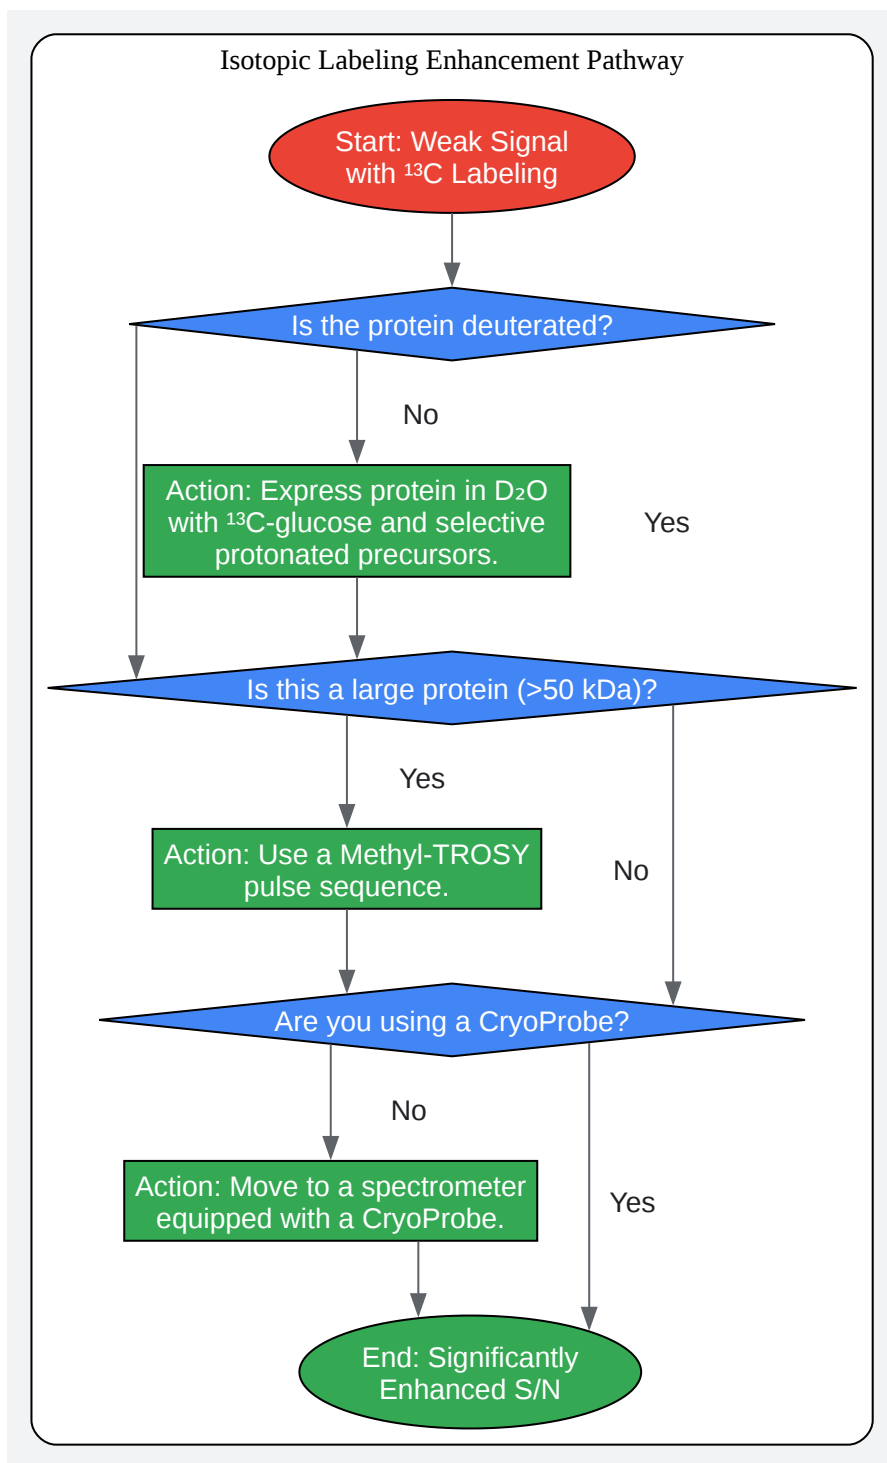 Isotopic Labeling Enhancement Pathway
Start: Weak Signal
with ¹³C Labeling
Is the protein deuterated?
No
Action: Express protein in D₂O
with ¹³C-glucose and selective
protonated precursors.
Yes
Is this a large protein (>50 kDa)?
Yes
Action: Use a Methyl-TROSY
pulse sequence.
No
Are you using a CryoProbe?
No
Action: Move to a spectrometer
equipped with a CryoProbe.
Yes
End: Significantly
Enhanced S/N